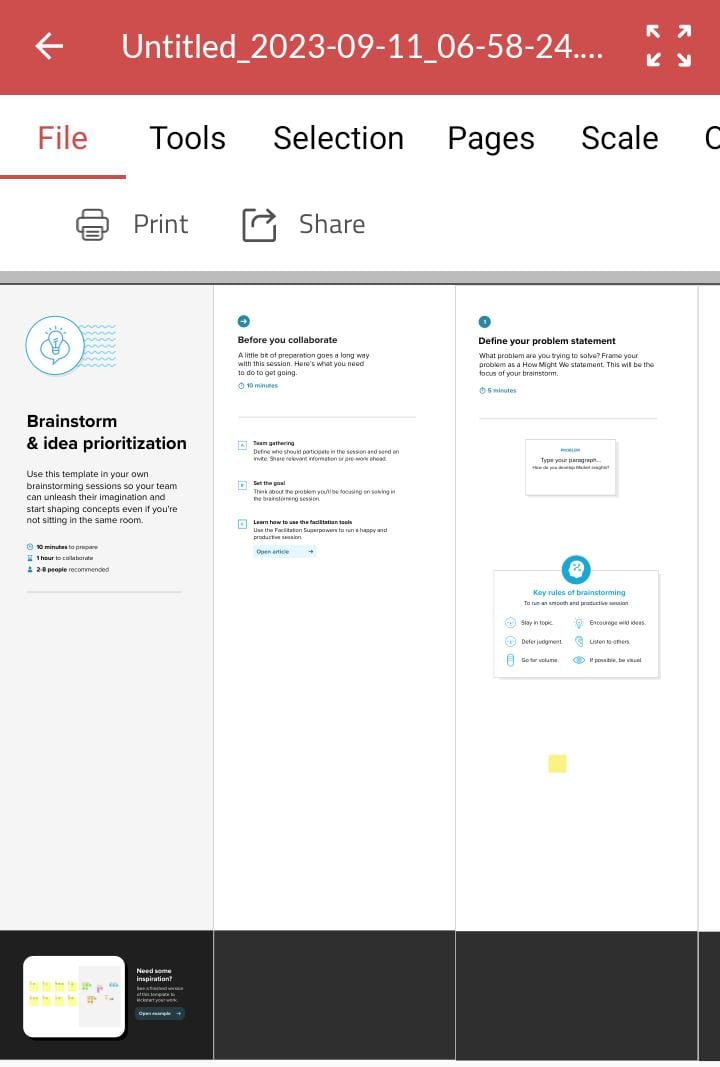 Untitled_2023-09-11_06-58-24....
File Tools Selection Pages Scale
Print Share
Brainstorm
& idea prioritization
Use this template in your own
brainstorming sessions so your team
can unleash their imagination and
start shaping concepts even if you're
not sitting in the same room.
10 minutes to prepare
1 hour to collaborate
2-8 people recommended
Need some
inspiration?
See a finished version
of this template to
kickstart your work.
Open example →
Before you collaborate
A little bit of preparation goes a long way
with this session. Here's what you need
to do to get going.
10 minutes
A
Team gathering
Define who should participate in the session and send an
invite. Share relevant information or pre-work ahead.
B
Set the goal
Think about the problem you'll be focusing on solving in
the brainstorming session.
C
Learn how to use the facilitation tools
Use the Facilitation Superpowers to run a happy and
productive session.
Open article →
1
Define your problem statement
What problem are you trying to solve? Frame your
problem as a How Might We statement. This will be the
focus of your brainstorm.
5 minutes
PROBLEM
Type your paragraph...
How do you develop Market insights?
Key rules of brainstorming
To run an smooth and productive session
Stay in topic. Encourage wild ideas.
Defer judgment. Listen to others.
Go for volume. If possible, be visual.